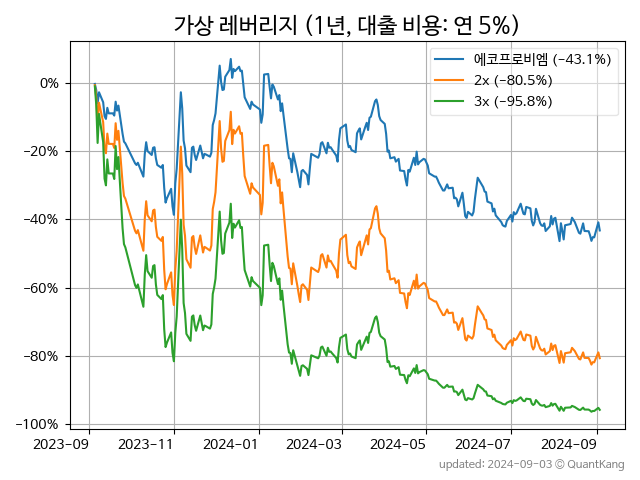 가상 레버리지 (1년, 대출 비용: 연 5%)
에코프로비엠 (−43.1%)
2x (−80.5%)
3x (−95.8%)
0%
−20%
−40%
−60%
−80%
−100%
2023-09
2023-11
2024-01
2024-03
2024-05
2024-07
2024-09
updated: 2024-09-03 © QuantKang